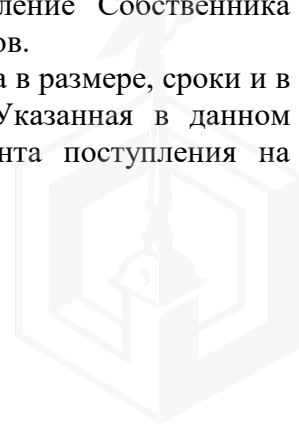 ление Собственника
ов.
а в размере, сроки и в
Указанная в данном
нта поступления на